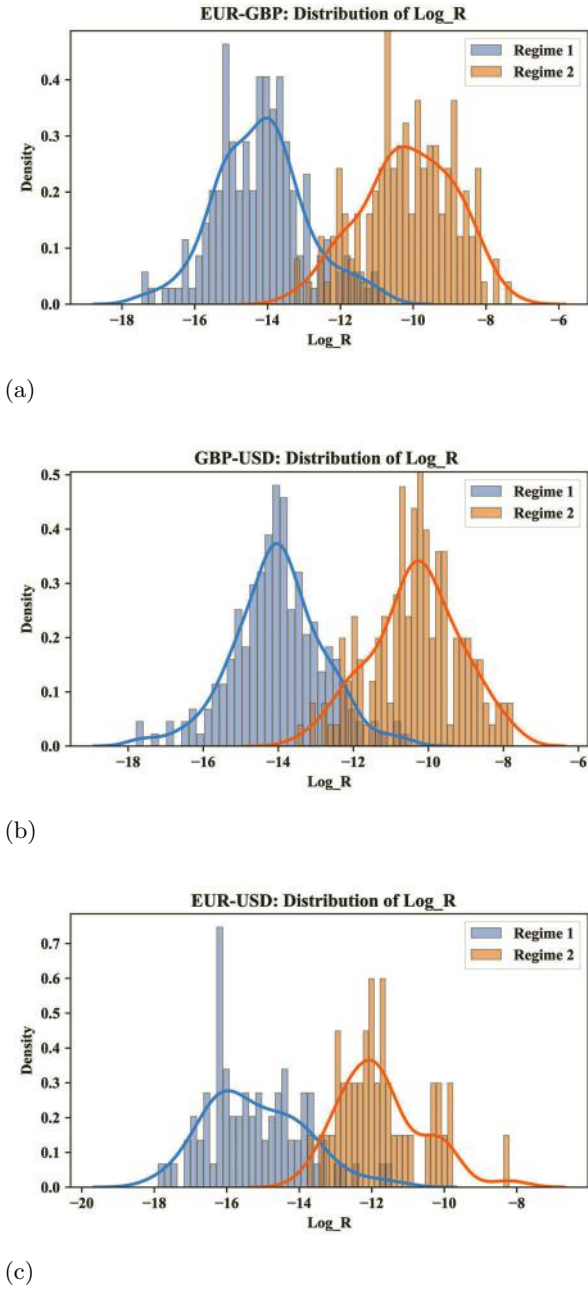 EUR-GBP: Distribution of Log_R
Regime 1
Regime 2
Density
0.4
0.3
0.2
0.1
0.0
−18 −16 −14 −12 −10 −8 −6
Log_R
(a)
GBP-USD: Distribution of Log_R
Regime 1
Regime 2
Density
0.5
0.4
0.3
0.2
0.1
0.0
−18 −16 −14 −12 −10 −8 −6
Log_R
(b)
EUR-USD: Distribution of Log_R
Regime 1
Regime 2
Density
0.7
0.6
0.5
0.4
0.3
0.2
0.1
0.0
−20 −18 −16 −14 −12 −10 −8
Log_R
(c)